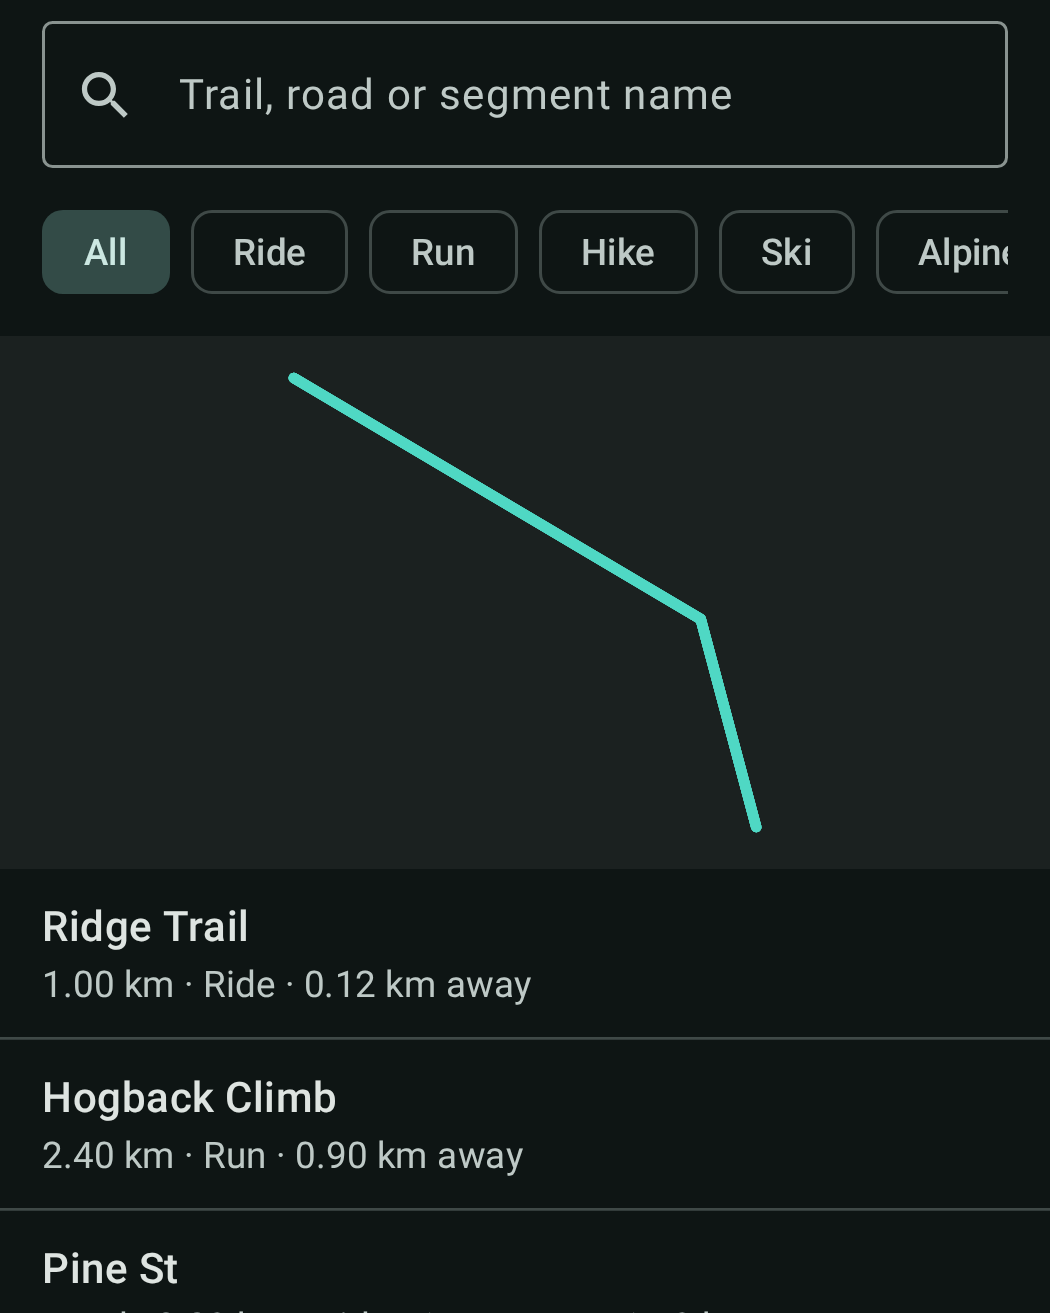 Trail, road or segment name
All Ride Run Hike Ski
Ridge Trail
1.00 km · Ride · 0.12 km away
Hogback Climb
2.40 km · Run · 0.90 km away
Pine St